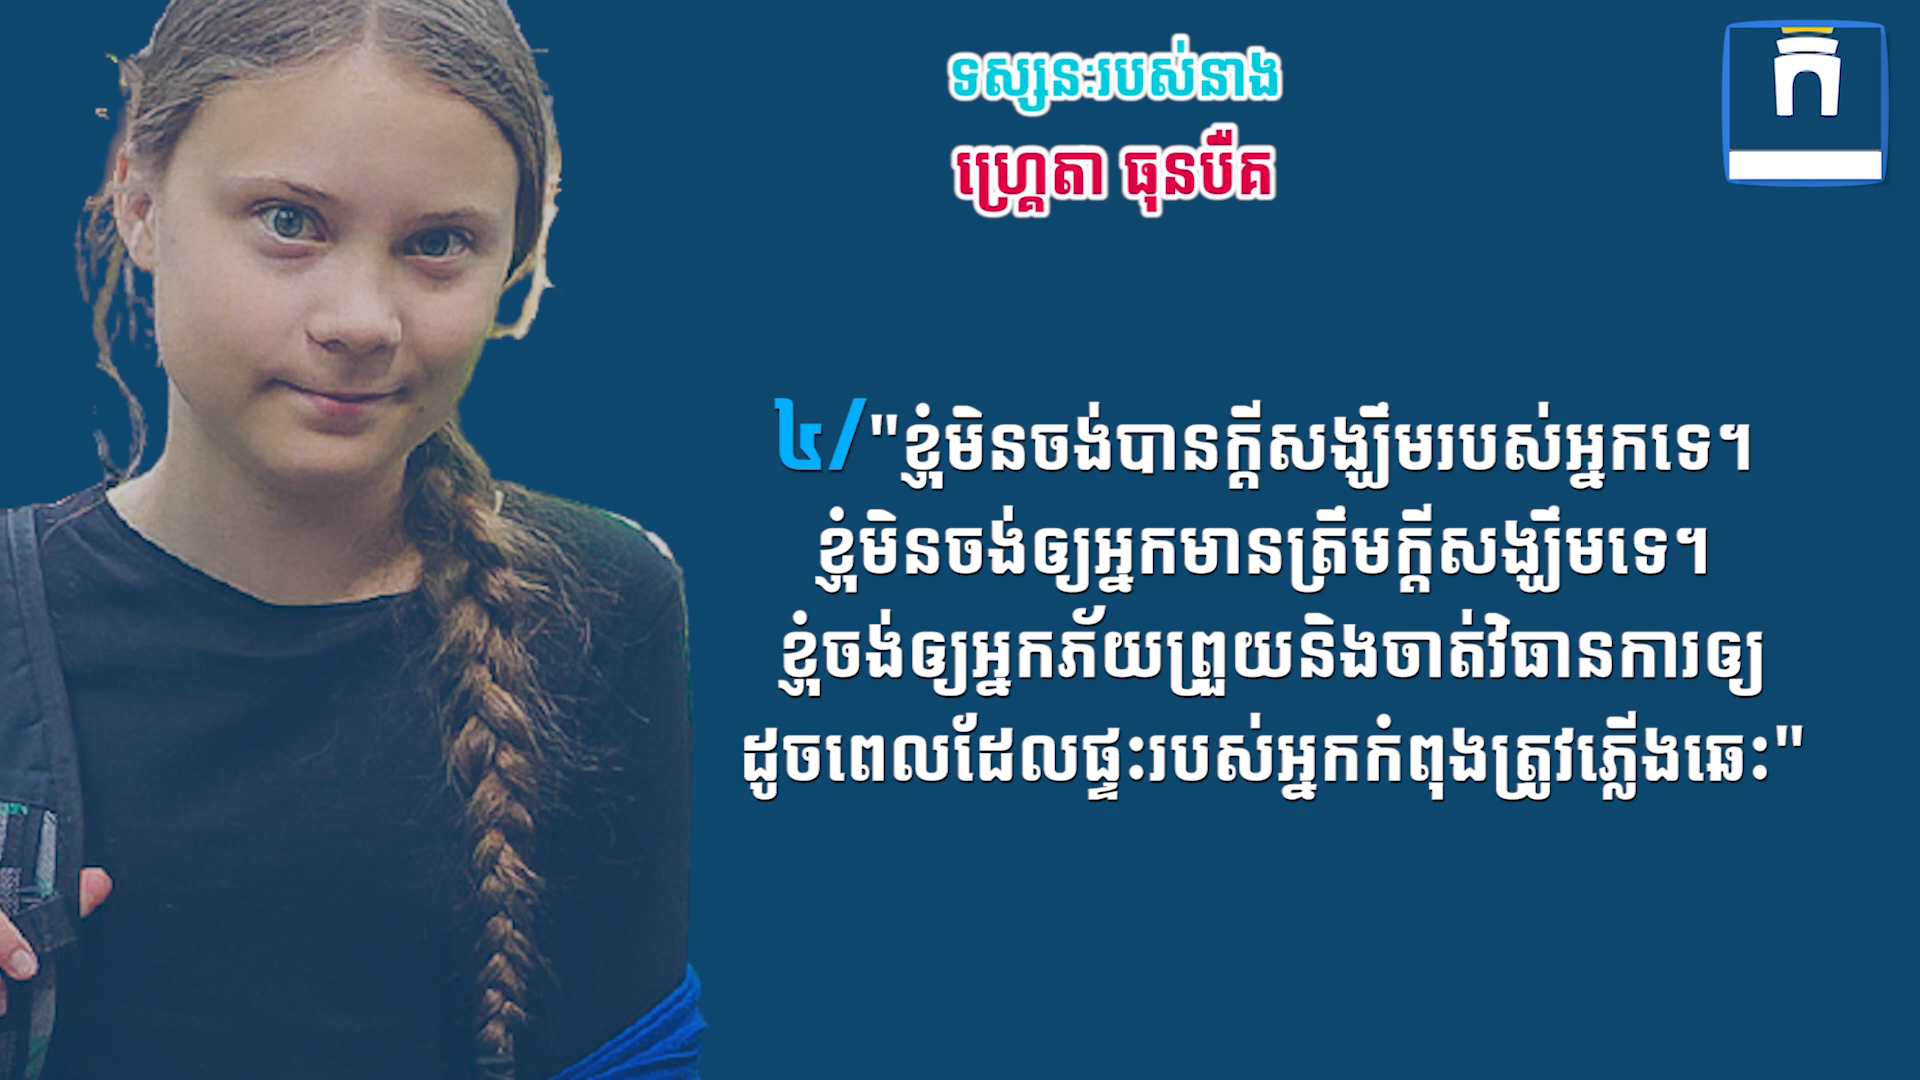 ទស្សនៈរបស់នាង
ហ្គ្រេតា ធុនបឺគ
៤/"ខ្ញុំមិនចង់បានក្ដីសង្ឃឹមរបស់អ្នកទេ។
ខ្ញុំមិនចង់ឲ្យអ្នកមានត្រឹមក្ដីសង្ឃឹមទេ។
ខ្ញុំចង់ឲ្យអ្នកភ័យព្រួយនិងចាត់វិធានការឲ្យ
ដូចពេលដែលផ្ទះរបស់អ្នកកំពុងត្រូវភ្លើងឆេះ"